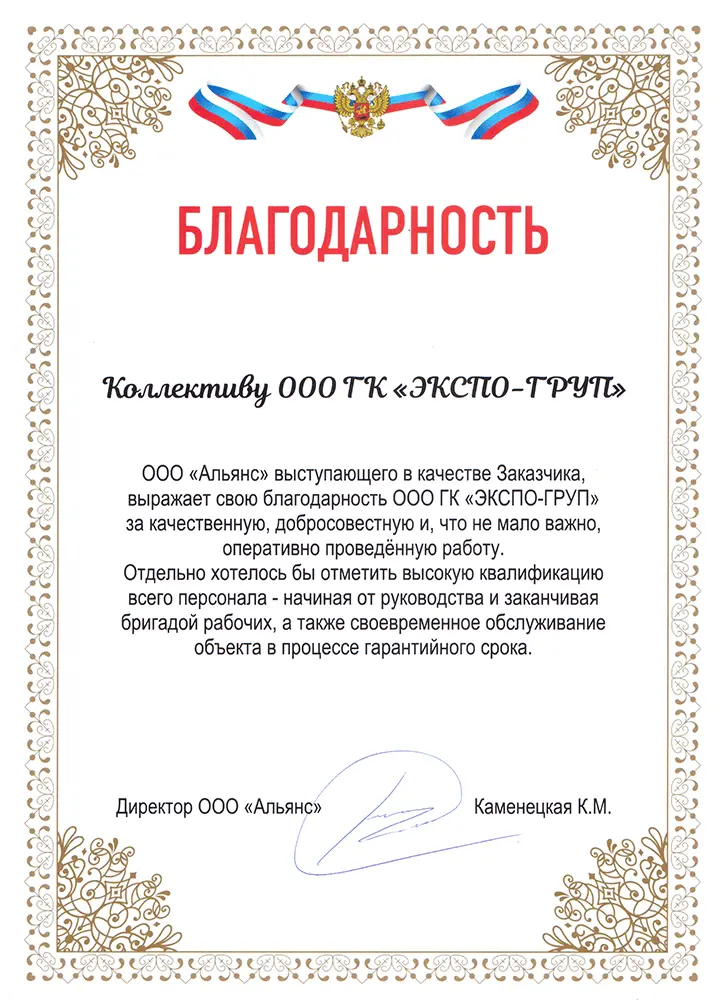 БЛАГОДАРНОСТЬ
Коллективу ООО ГК «ЭКСПО-ГРУП»
ООО «Альянс» выступающего в качестве Заказчика,
выражает свою благодарность ООО ГК «ЭКСПО-ГРУП»
за качественную, добросовестную и, что не мало важно,
оперативно проведённую работу.
Отдельно хотелось бы отметить высокую квалификацию
всего персонала - начиная от руководства и заканчивая
бригадой рабочих, а также своевременное обслуживание
объекта в процессе гарантийного срока.
Директор ООО «Альянс» Каменецкая К.М.